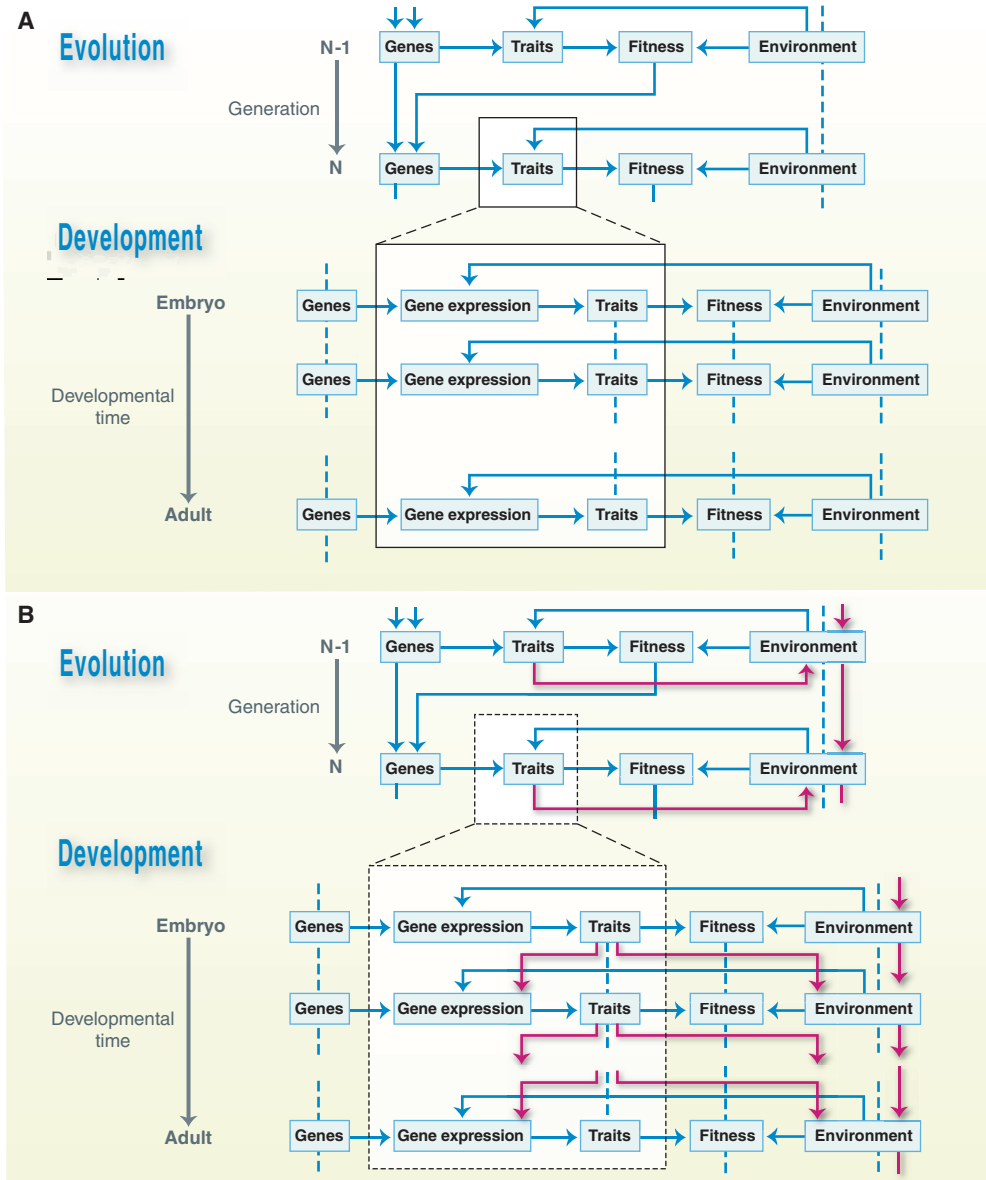 A
Evolution
N-1
Genes
Traits
Fitness
Environment
Generation
N
Genes
Traits
Fitness
Environment
Development
Embryo
Genes
Gene expression
Traits
Fitness
Environment
Developmental
time
Genes
Gene expression
Traits
Fitness
Environment
Adult
Genes
Gene expression
Traits
Fitness
Environment
B
Evolution
N-1
Genes
Traits
Fitness
Environment
Generation
N
Genes
Traits
Fitness
Environment
Development
Embryo
Genes
Gene expression
Traits
Fitness
Environment
Developmental
time
Genes
Gene expression
Traits
Fitness
Environment
Adult
Genes
Gene expression
Traits
Fitness
Environment